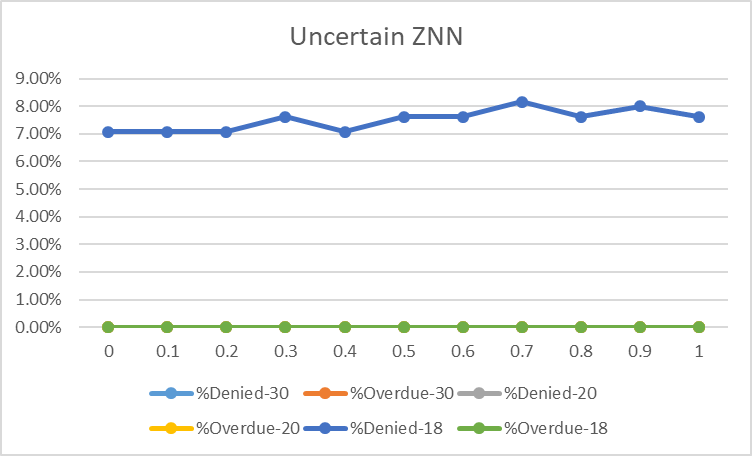 Uncertain ZNN
9.00%
8.00%
7.00%
6.00%
5.00%
4.00%
3.00%
2.00%
1.00%
0.00%
0 0.1 0.2 0.3 0.4 0.5 0.6 0.7 0.8 0.9 1
%Denied-30 %Overdue-30 %Denied-20
%Overdue-20 %Denied-18 %Overdue-18